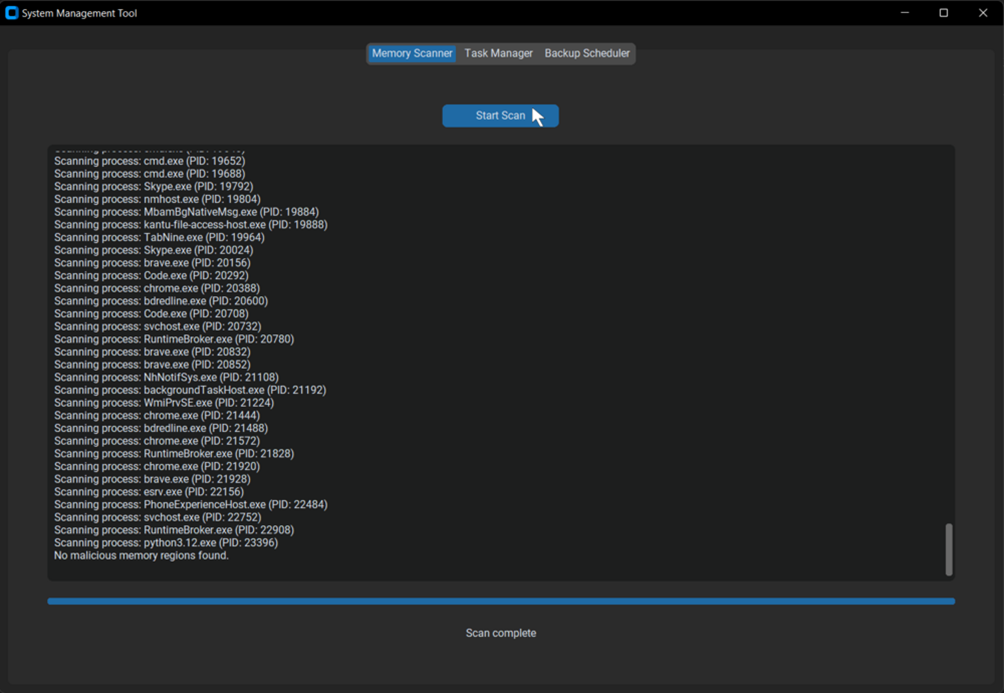 System Management Tool
Memory Scanner Task Manager Backup Scheduler
Start Scan
Scanning process: cmd.exe (PID: 19652)
Scanning process: cmd.exe (PID: 19688)
Scanning process: Skype.exe (PID: 19792)
Scanning process: nmhost.exe (PID: 19804)
Scanning process: MbamBgNativeMsg.exe (PID: 19884)
Scanning process: kantu-file-access-host.exe (PID: 19888)
Scanning process: TabNine.exe (PID: 19964)
Scanning process: Skype.exe (PID: 20024)
Scanning process: brave.exe (PID: 20156)
Scanning process: Code.exe (PID: 20292)
Scanning process: chrome.exe (PID: 20388)
Scanning process: bdredline.exe (PID: 20600)
Scanning process: Code.exe (PID: 20708)
Scanning process: svchost.exe (PID: 20732)
Scanning process: RuntimeBroker.exe (PID: 20780)
Scanning process: brave.exe (PID: 20832)
Scanning process: brave.exe (PID: 20852)
Scanning process: NhNotifSys.exe (PID: 21108)
Scanning process: backgroundTaskHost.exe (PID: 21192)
Scanning process: WmiPrvSE.exe (PID: 21224)
Scanning process: chrome.exe (PID: 21444)
Scanning process: bdredline.exe (PID: 21488)
Scanning process: chrome.exe (PID: 21572)
Scanning process: RuntimeBroker.exe (PID: 21828)
Scanning process: chrome.exe (PID: 21920)
Scanning process: brave.exe (PID: 21928)
Scanning process: esrv.exe (PID: 22156)
Scanning process: PhoneExperienceHost.exe (PID: 22484)
Scanning process: svchost.exe (PID: 22752)
Scanning process: RuntimeBroker.exe (PID: 22908)
Scanning process: python3.12.exe (PID: 23396)
No malicious memory regions found.
Scan complete